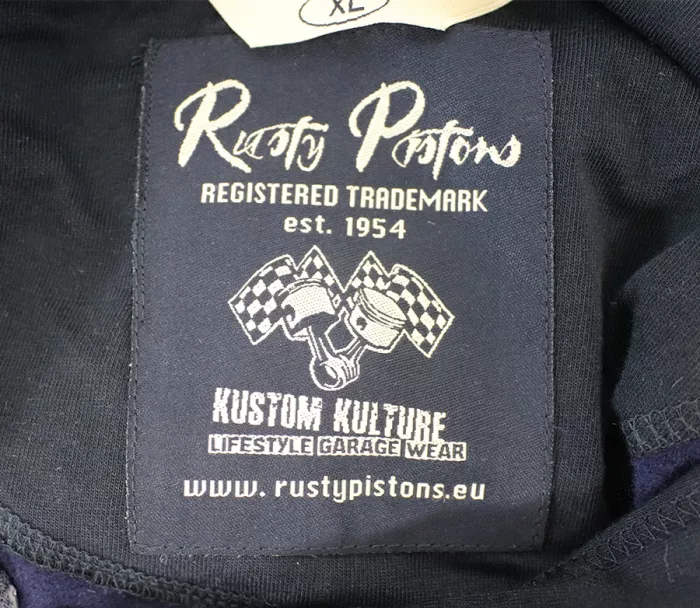 XL
Rusty Pistons
REGISTERED TRADEMARK
est. 1954
KUSTOM KULTURE
LIFESTYLE GARAGE WEAR
www. rustypistons.eu